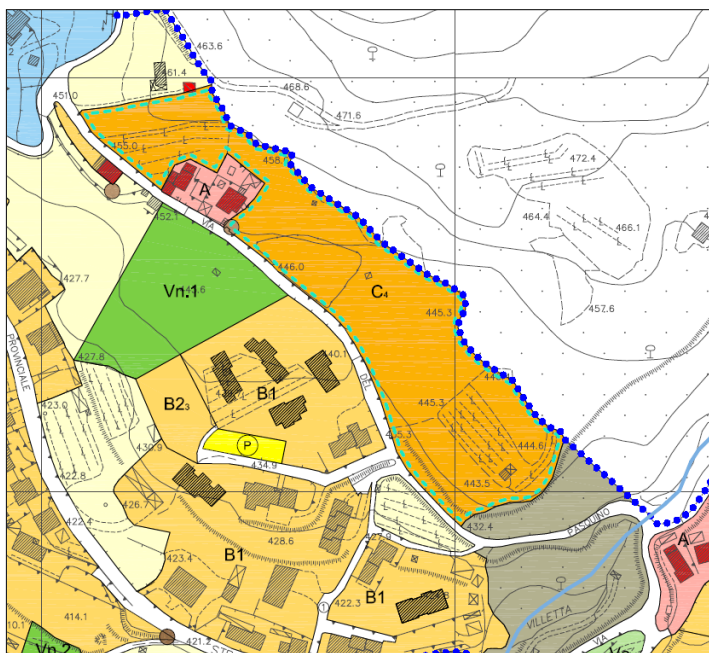 463.6
461.4
468.6
451.0
471.6
455.0
458.
472.4
A
464.4
466.1
452.1
VIA
427.7
446.0
Vn.1
C4
445.3
457.6
PROVINCIALE
427.8
440.1
DEL
B1
B2₃
423.0
445.3
444.6
P
430.9
434.9
443.5
422.8
426.7
432.4
PASQUINO
422.4
428.6
427.9
A
423.4
B1
B1
422.3
VILLETTA
414.1
421.2
VIA
Vn.2